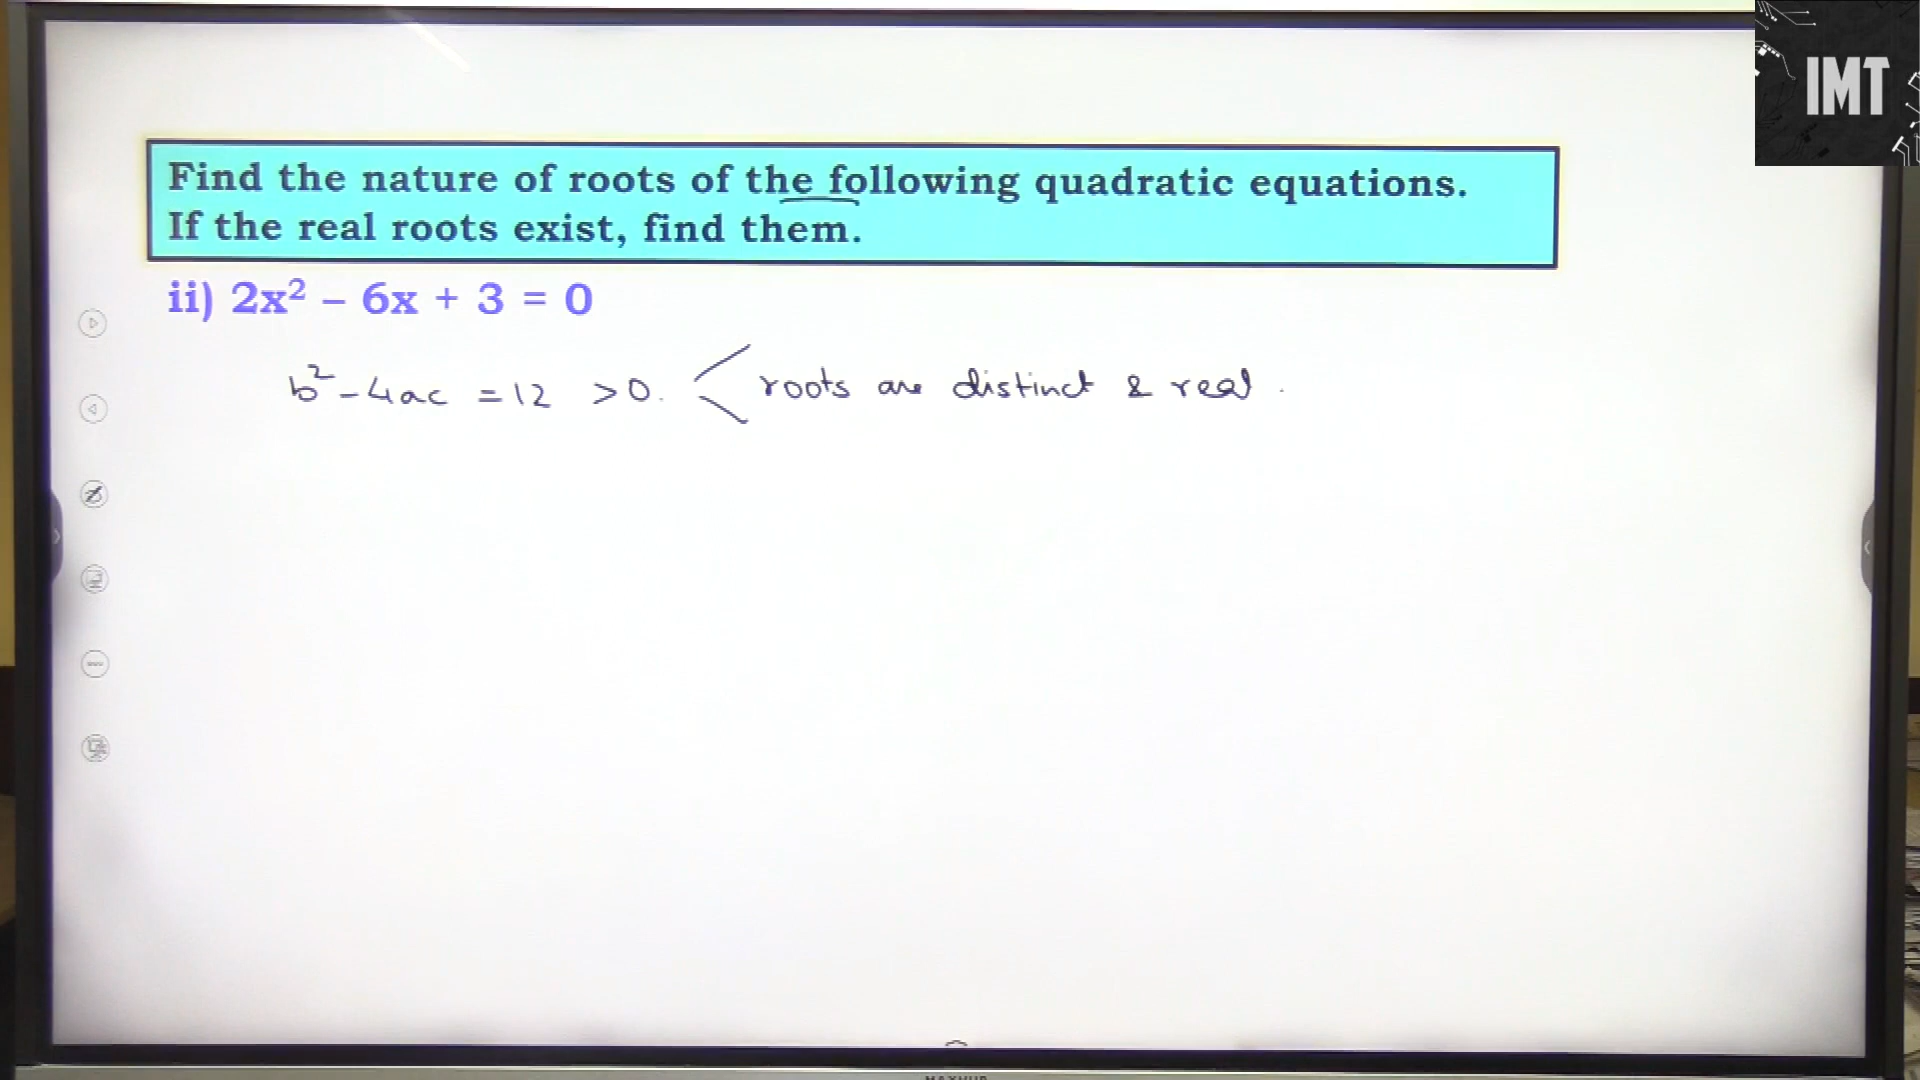 IMT
Find the nature of roots of the following quadratic equations.
If the real roots exist, find them.
ii) 2x² – 6x + 3 = 0
b² - 4ac = 12 > 0. roots are distinct & real.